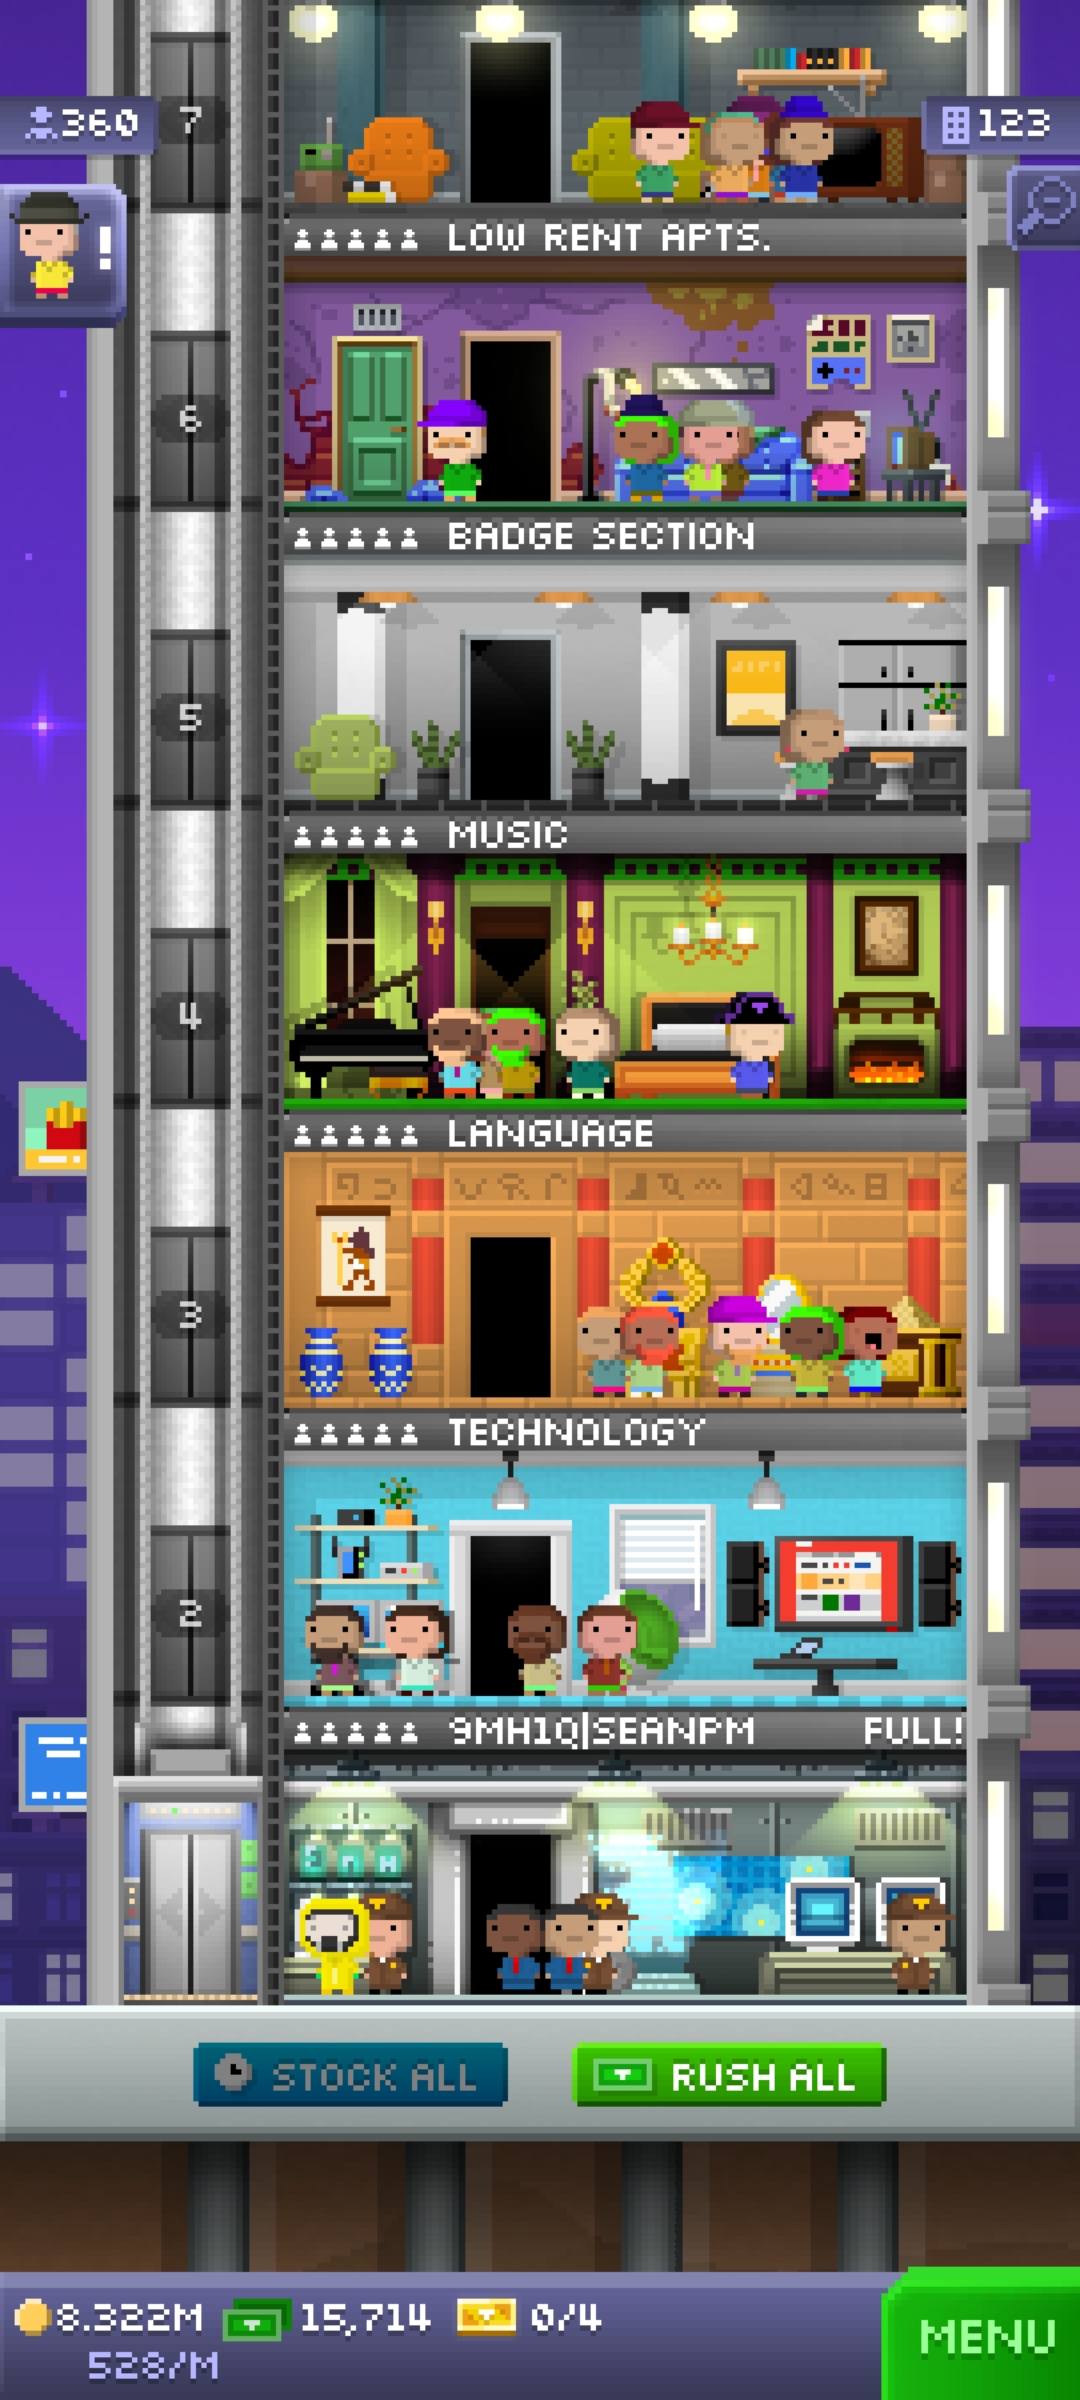 7
360
123
!
LOW RENT APTS.
6
BADGE SECTION
5
MUSIC
4
LANGUAGE
3
TECHNOLOGY
2
9MH1Q|SEANPM FULL!
STOCK ALL
RUSH ALL
8.322M 15,714 0/4
528/M
MENU